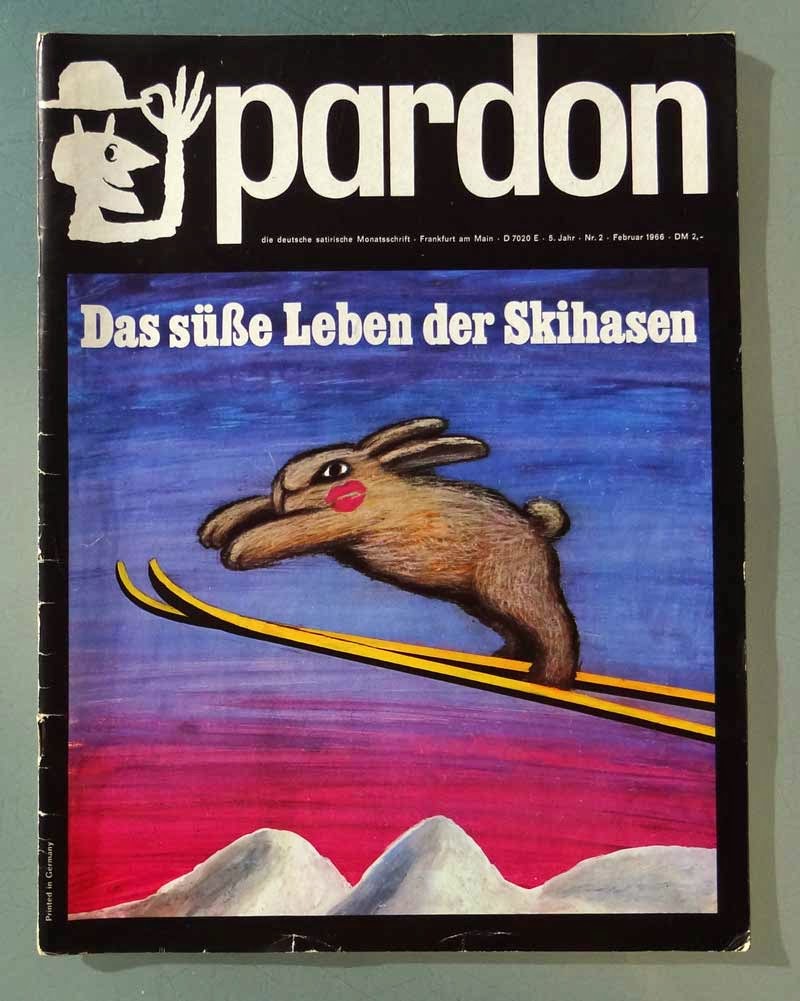 pardon
die deutsche satirische Monatsschrift · Frankfurt am Main · D 7020 E · 5. Jahr · Nr. 2 · Februar 1966 · DM 2,-
Das süße Leben der Skihasen
Printed in Germany